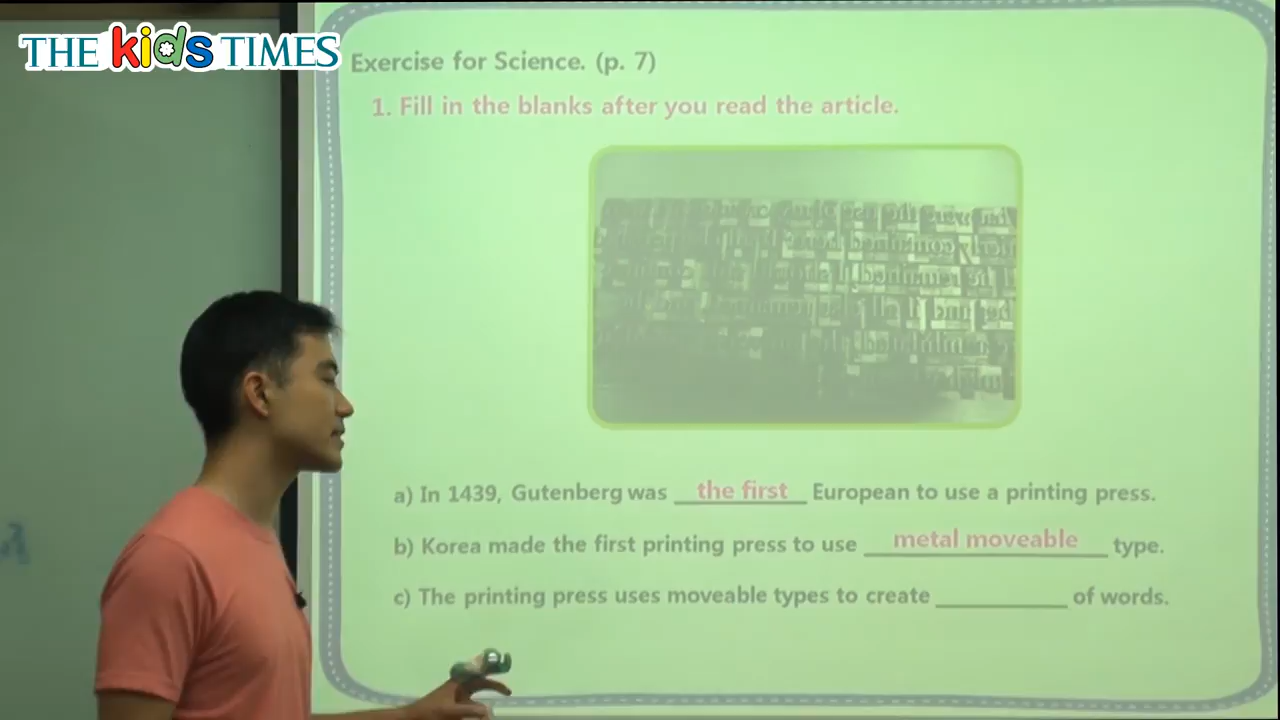 THE kids TIMES
Exercise for Science. (p. 7)
1. Fill in the blanks after you read the article.
a) In 1439, Gutenberg was the first European to use a printing press.
b) Korea made the first printing press to use metal moveable type.
c) The printing press uses moveable types to create ___________ of words.